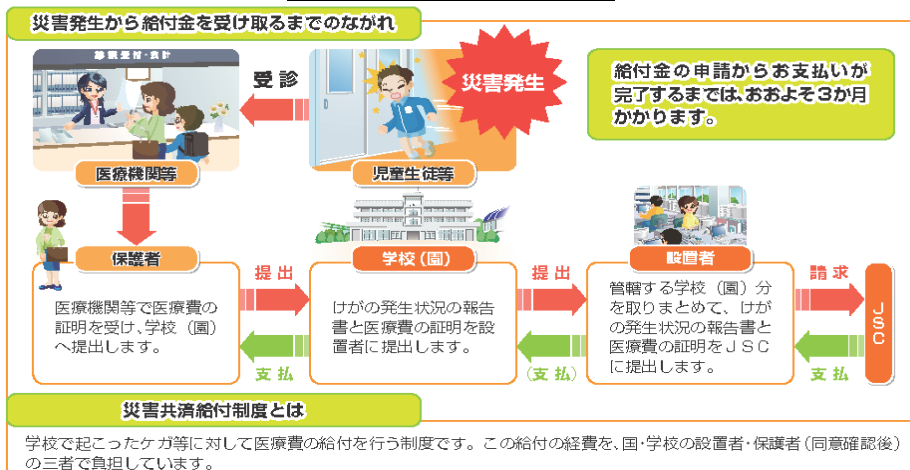 災害発生から給付金を受け取るまでのながれ
診察受付・会計
受診
災害発生
給付金の申請からお支払いが
完了するまでは、おおよそ3か月
かかります。
医療機関等
児童生徒等
保護者
学校(園)
設置者
提出
提出
請求
医療機関等で医療費の
証明を受け、学校(園)
へ提出します。
けがの発生状況の報告
書と医療費の証明を設
置者に提出します。
管轄する学校(園)分
を取りまとめて、けが
の発生状況の報告書と
医療費の証明をJSC
に提出します。
JSC
支払
(支払)
支払
災害共済給付制度とは
学校で起こったケガ等に対して医療費の給付を行う制度です。この給付の経費を、国・学校の設置者・保護者(同意確認後)
の三者で負担しています。